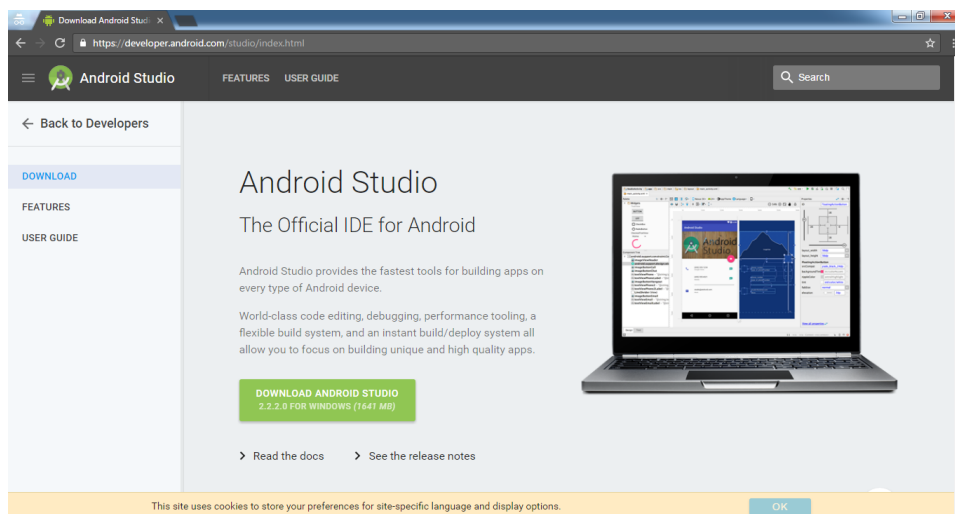 Download Android Stud
https://developer.android.com/studio/index.html
Android Studio
FEATURES
USER GUIDE
Search
Back to Developers
DOWNLOAD
FEATURES
USER GUIDE
Android Studio
The Official IDE for Android
Android Studio provides the fastest tools for building apps on
every type of Android device.
World-class code editing, debugging, performance tooling, a
flexible build system, and an instant build/deploy system all
allow you to focus on building unique and high quality apps.
DOWNLOAD ANDROID STUDIO
2.2.2.0 FOR WINDOWS (1641 MB)
Read the docs
See the release notes
Android
Studio
This site uses cookies to store your preferences for site-specific language and display options.
OK